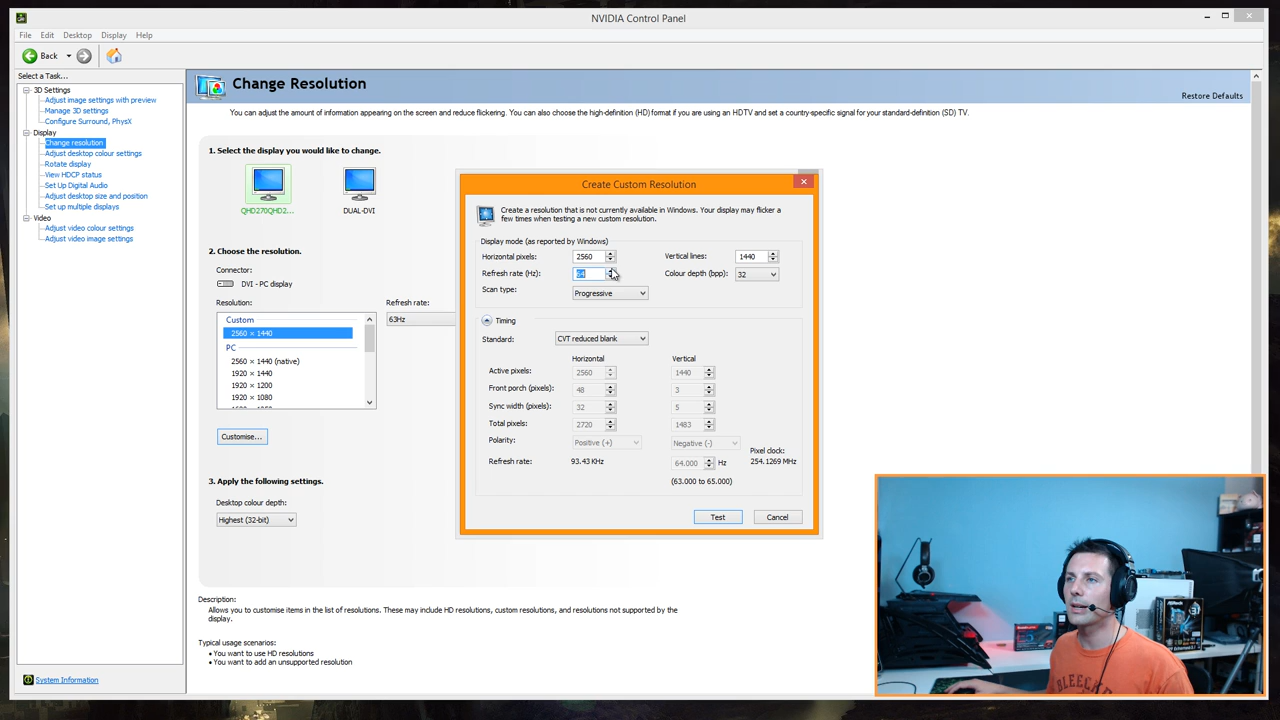 NVIDIA Control Panel
File Edit Desktop Display Help
Back
Select a Task...
3D Settings
Adjust image settings with preview
Manage 3D settings
Configure Surround, PhysX
Display
Change resolution
Adjust desktop colour settings
Rotate display
View HDCP status
Set Up Digital Audio
Adjust desktop size and position
Set up multiple displays
Video
Adjust video colour settings
Adjust video image settings
System Information
Change Resolution
Restore Defaults
You can adjust the amount of information appearing on the screen and reduce flickering. You can also choose the high-definition (HD) format if you are using an HDTV and set a country-specific signal for your standard-definition (SD) TV.
1. Select the display you would like to change.
QHD270QHD2...
DUAL-DVI
2. Choose the resolution.
Connector:
DVI - PC display
Resolution:
Refresh rate:
63Hz
Custom
2560 × 1440
PC
2560 × 1440 (native)
1920 × 1440
1920 × 1200
1920 × 1080
Customise...
3. Apply the following settings.
Desktop colour depth:
Highest (32-bit)
Description:
Allows you to customise items in the list of resolutions. These may include HD resolutions, custom resolutions, and resolutions not supported by the
display.
Typical usage scenarios:
• You want to use HD resolutions
• You want to add an unsupported resolution
Create Custom Resolution
Create a resolution that is not currently available in Windows. Your display may flicker a
few times when testing a new custom resolution.
Display mode (as reported by Windows)
Horizontal pixels: 2560 Vertical lines: 1440
Refresh rate (Hz): 64 Colour depth (bpp): 32
Scan type: Progressive
Timing
Standard: CVT reduced blank
Horizontal Vertical
Active pixels: 2560 1440
Front porch (pixels): 48 3
Sync width (pixels): 32 5
Total pixels: 2720 1483
Polarity: Positive (+) Negative (-)
Pixel clock:
Refresh rate: 93.43 KHz 64.000 Hz 254.1269 MHz
(63.000 to 65.000)
Test Cancel